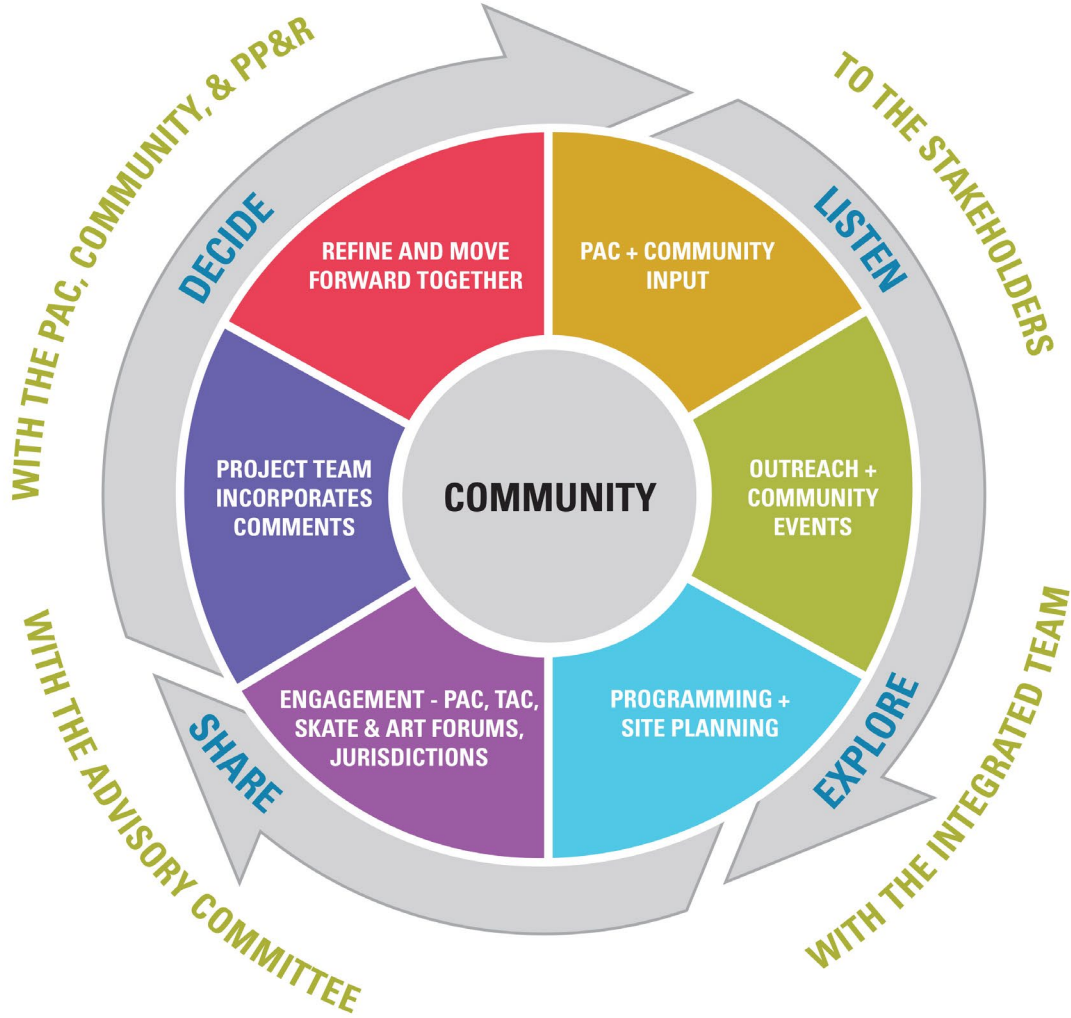 WITH THE PAC, COMMUNITY, & PP&R
TO THE STAKEHOLDERS
DECIDE
LISTEN
REFINE AND MOVE
FORWARD TOGETHER
PAC + COMMUNITY
INPUT
PROJECT TEAM
INCORPORATES
COMMENTS
COMMUNITY
OUTREACH +
COMMUNITY
EVENTS
ENGAGEMENT - PAC, TAC,
SKATE & ART FORUMS,
JURISDICTIONS
PROGRAMMING +
SITE PLANNING
SHARE
EXPLORE
WITH THE ADVISORY COMMITTEE
WITH THE INTEGRATED TEAM